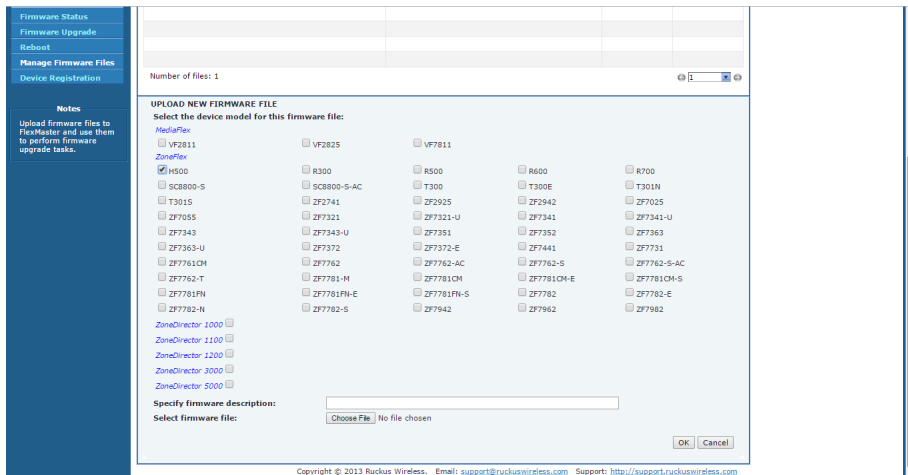 Firmware Status
Firmware Upgrade
Reboot
Manage Firmware Files
Device Registration
Notes
Upload firmware files to
FlexMaster and use them
to perform firmware
upgrade tasks.
Number of files: 1
1
UPLOAD NEW FIRMWARE FILE
Select the device model for this firmware file:
MediaFlex
VF2811 VF2825 VF7811
ZoneFlex
H500 R300 R500 R600 R700
SC8800-S SC8800-S-AC T300 T300E T301N
T301S ZF2741 ZF2925 ZF2942 ZF7025
ZF7055 ZF7321 ZF7321-U ZF7341 ZF7341-U
ZF7343 ZF7343-U ZF7351 ZF7352 ZF7363
ZF7363-U ZF7372 ZF7372-E ZF7441 ZF7731
ZF7761CM ZF7762 ZF7762-AC ZF7762-S ZF7762-S-AC
ZF7762-T ZF7781-M ZF7781CM ZF7781CM-E ZF7781CM-S
ZF7781FN ZF7781FN-E ZF7781FN-S ZF7782 ZF7782-E
ZF7782-N ZF7782-S ZF7942 ZF7962 ZF7982
ZoneDirector 1000
ZoneDirector 1100
ZoneDirector 1200
ZoneDirector 3000
ZoneDirector 5000
Specify firmware description:
Select firmware file: Choose File No file chosen
OK Cancel
Copyright © 2013 Ruckus Wireless. Email: support@ruckuswireless.com Support: http://support.ruckuswireless.com